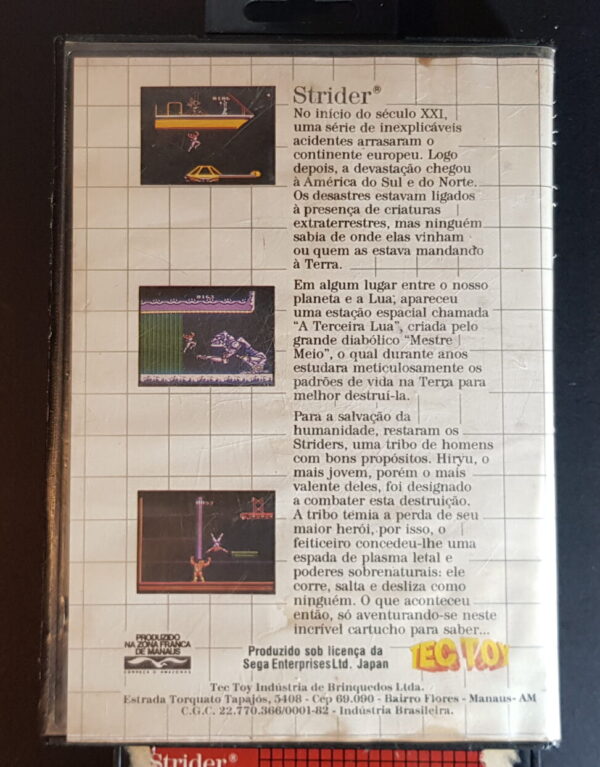 Strider®
No início do século XXI,
uma série de inexplicáveis
acidentes arrasaram o
continente europeu. Logo
depois, a devastação chegou
à América do Sul e do Norte.
Os desastres estavam ligados
à presença de criaturas
extraterrestres, mas ninguém
sabia de onde elas vinham
ou quem as estava mandando
à Terra.
Em algum lugar entre o nosso
planeta e a Lua, apareceu
uma estação espacial chamada
“A Terceira Lua”, criada pelo
grande diabólico “Mestre
Meio”, o qual durante anos
estudara meticulosamente os
padrões de vida na Terra para
melhor destruí-la.
Para a salvação da
humanidade, restaram os
Striders, uma tribo de homens
com bons propósitos. Hiryu, o
mais jovem, porém o mais
valente deles, foi designado
a combater esta destruição.
A tribo temia a perda de seu
maior herói, por isso, o
feiticeiro concedeu-lhe uma
espada de plasma letal e
poderes sobrenaturais: ele
corre, salta e desliza como
ninguém. O que aconteceu
então, só aventurando-se neste
incrível cartucho para saber...
PRODUZIDO
NA ZONA FRANCA
DE MANAUS
CONHEÇA O AMAZONAS
Produzido sob licença da
Sega Enterprises Ltd. Japan
TEC TOY
Tec Toy Indústria de Brinquedos Ltda.
Estrada Torquato Tapajós, 5408 - Cep 69.090 - Bairro Flores - Manaus- AM
C.G.C. 22.770.366/0001-82 - Indústria Brasileira.
Strider®